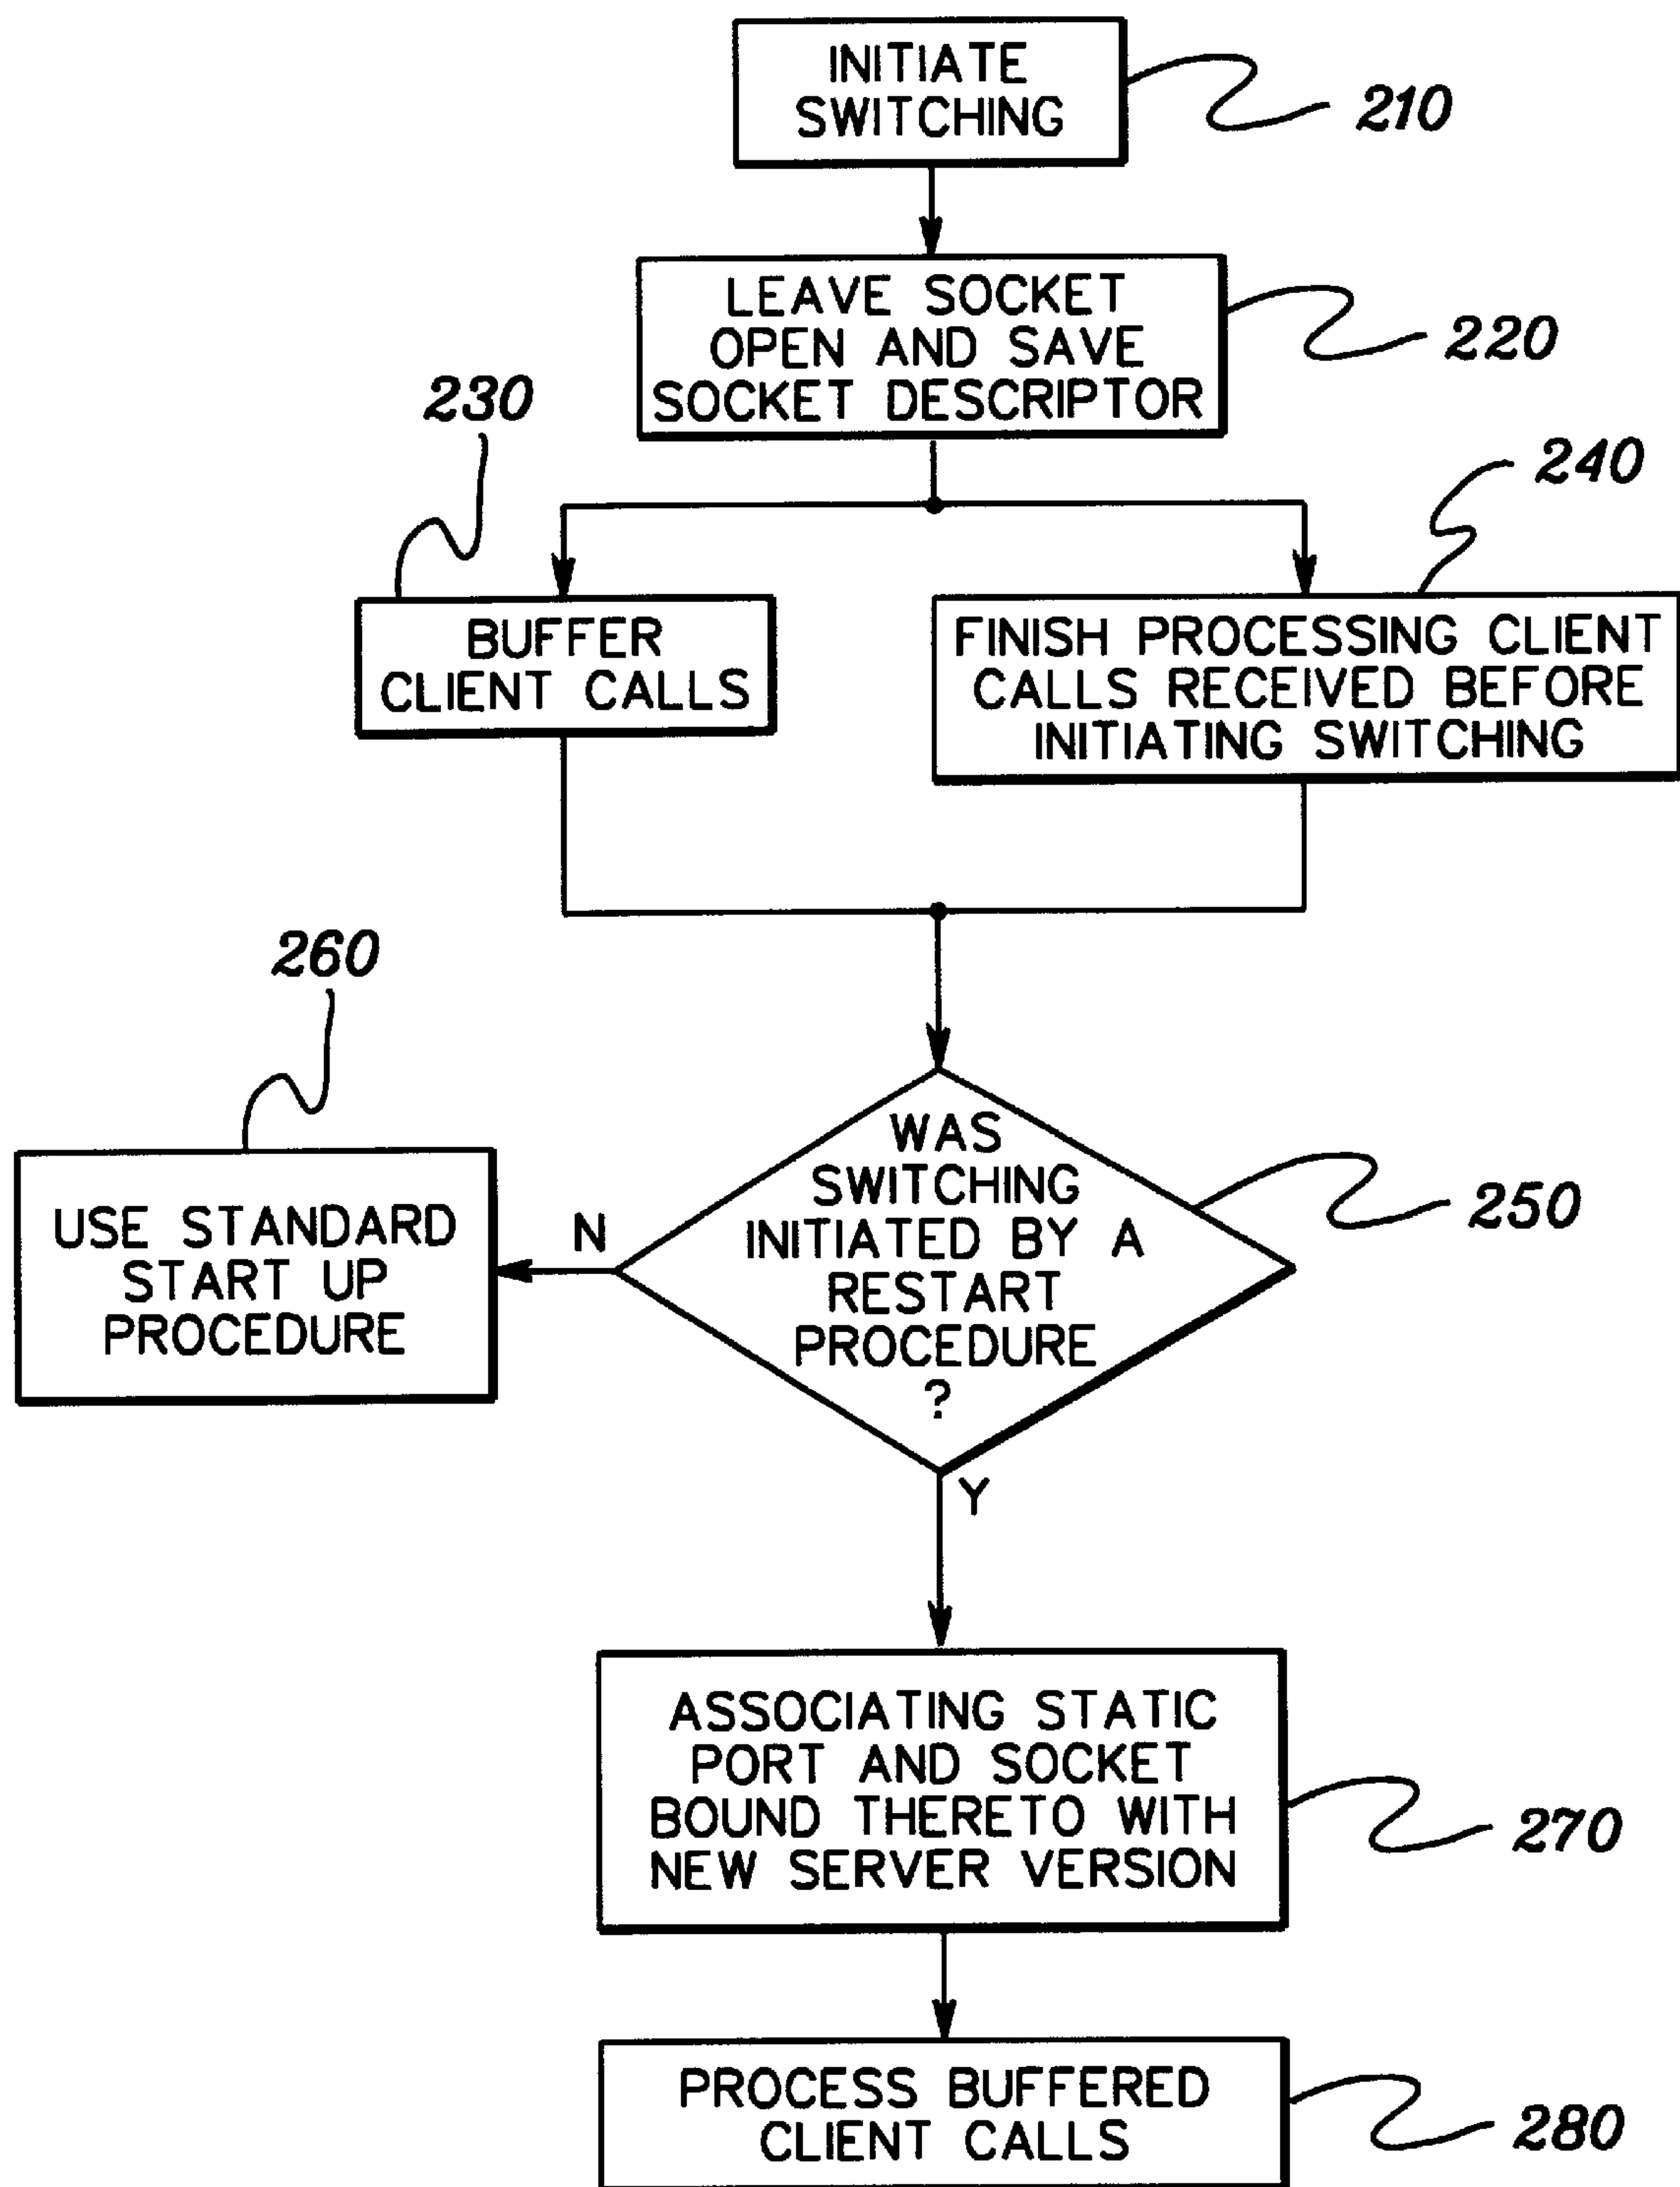 INITIATE
SWITCHING
210
LEAVE SOCKET
OPEN AND SAVE
SOCKET DESCRIPTOR
220
230
240
BUFFER
CLIENT CALLS
FINISH PROCESSING CLIENT
CALLS RECEIVED BEFORE
INITIATING SWITCHING
260
WAS
SWITCHING
INITIATED BY A
RESTART
PROCEDURE
?
250
USE STANDARD
START UP
PROCEDURE
N
Y
ASSOCIATING STATIC
PORT AND SOCKET
BOUND THERETO WITH
NEW SERVER VERSION
270
PROCESS BUFFERED
CLIENT CALLS
280